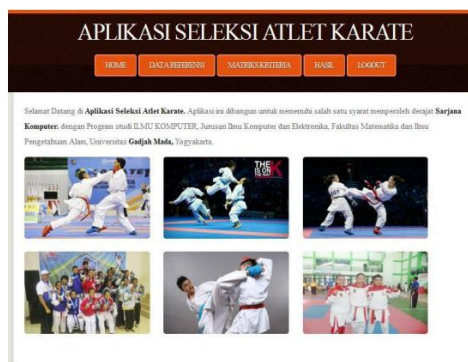 APLIKASI SELEKSI ATLET KARATE
HOME DATA REFERENSI MATRIKS KRITERIA HASIL LOGOUT
Selamat Datang di Aplikasi Seleksi Atlet Karate. Aplikasi ini dibangun untuk memenuhi salah satu syarat memperoleh derajat Sarjana
Komputer. dengan Program studi ILMU KOMPUTER, Jurusan Ilmu Komputer dan Elektronika, Fakultas Matematika dan Ilmu
Pengetahuan Alam, Universitas Gadjah Mada, Yogyakarta.
THE
IS ON